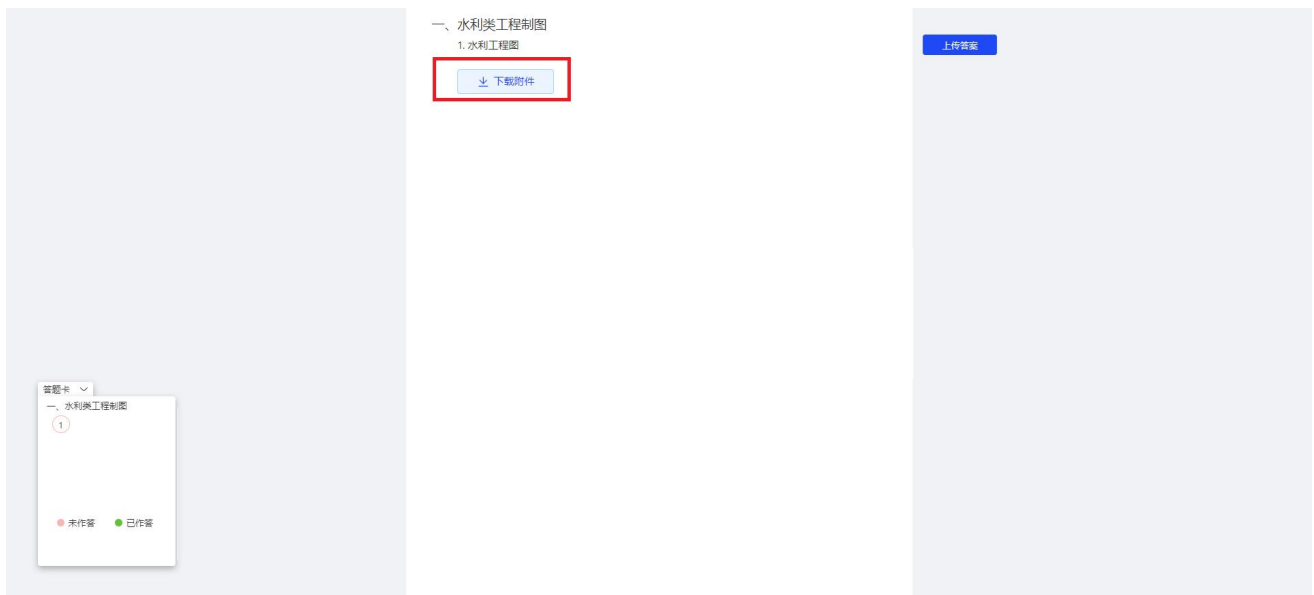 一、水利类工程制图
1. 水利工程图
下载附件
上传答案
答题卡
一、水利类工程制图
1
未作答
已作答